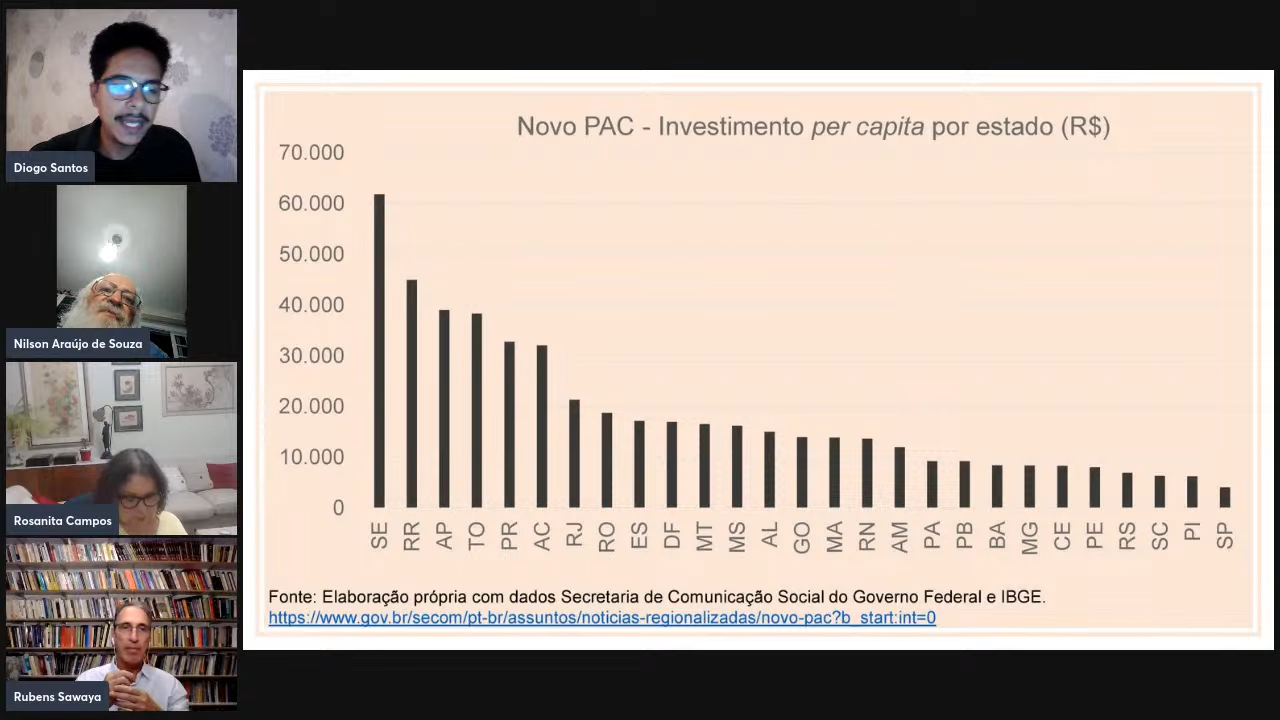 Diogo Santos
Nilson Araújo de Souza
Rosanita Campos
Rubens Sawaya
Novo PAC - Investimento per capita por estado (R$)
70.000
60.000
50.000
40.000
30.000
20.000
10.000
0
SE RR AP TO PR AC RJ RO ES DF MT MS AL GO MA RN AM PA PB BA MG CE PE RS SC PI SP
Fonte: Elaboração própria com dados Secretaria de Comunicação Social do Governo Federal e IBGE.
https://www.gov.br/secom/pt-br/assuntos/noticias-regionalizadas/novo-pac?b_start:int=0